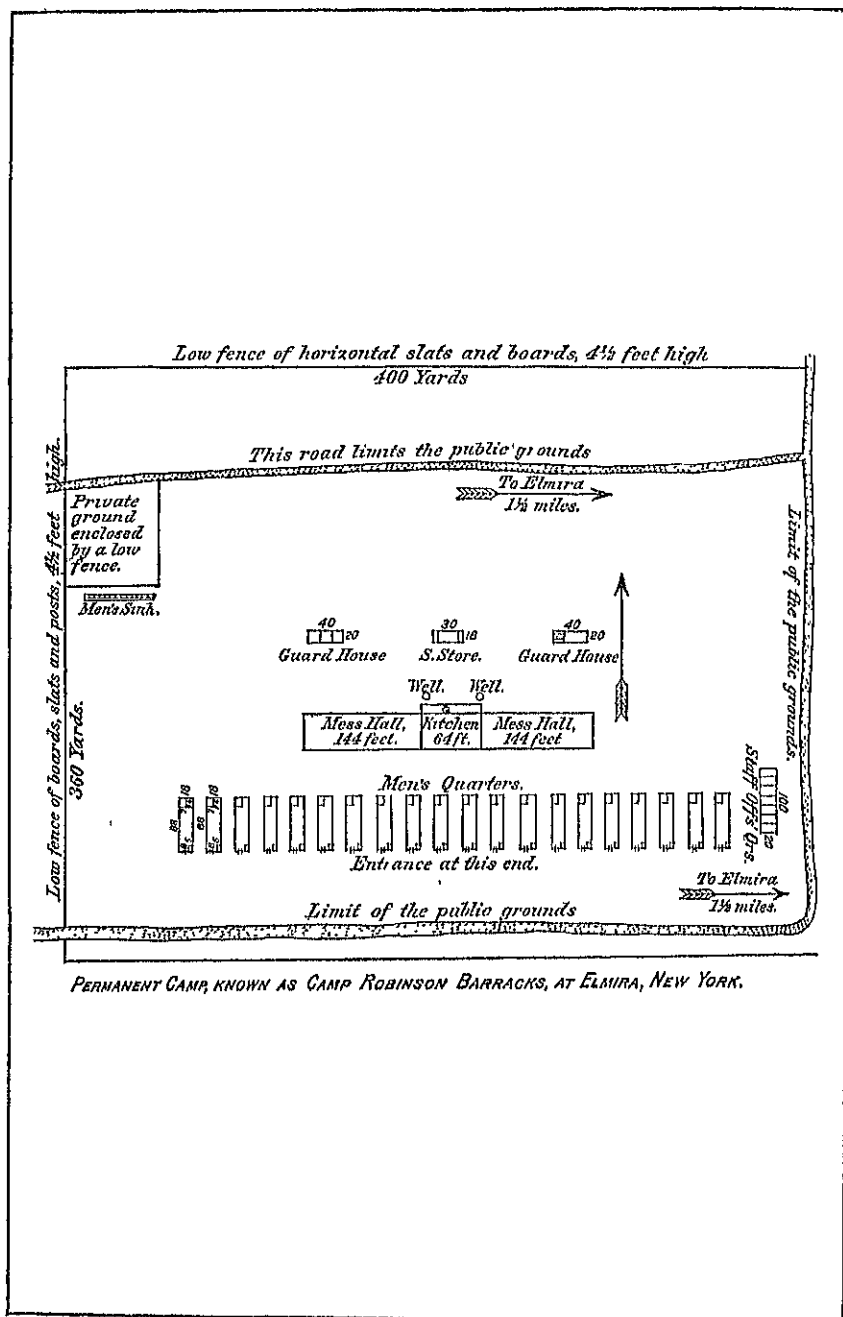 Low fence of horizontal slats and boards, 4½ feet high
400 Yards
This road limits the public grounds
To Elmira
1½ miles.
Low fence of boards, slats and posts, 4½ feet high.
360 Yards.
Private
ground
enclosed
by a low
fence.
Men's Sink.
Limit of the public grounds.
40
20
Guard House
30
18
S. Store.
40
20
Guard House
Well.
Well.
Mess Hall,
144 feet.
Kitchen
64 ft.
Mess Hall,
144 feet
Men's Quarters.
18
88
18
Entrance at this end.
Staff Off's Qrs.
100
20
To Elmira
1½ miles.
Limit of the public grounds
PERMANENT CAMP, KNOWN AS CAMP ROBINSON BARRACKS, AT ELMIRA, NEW YORK.